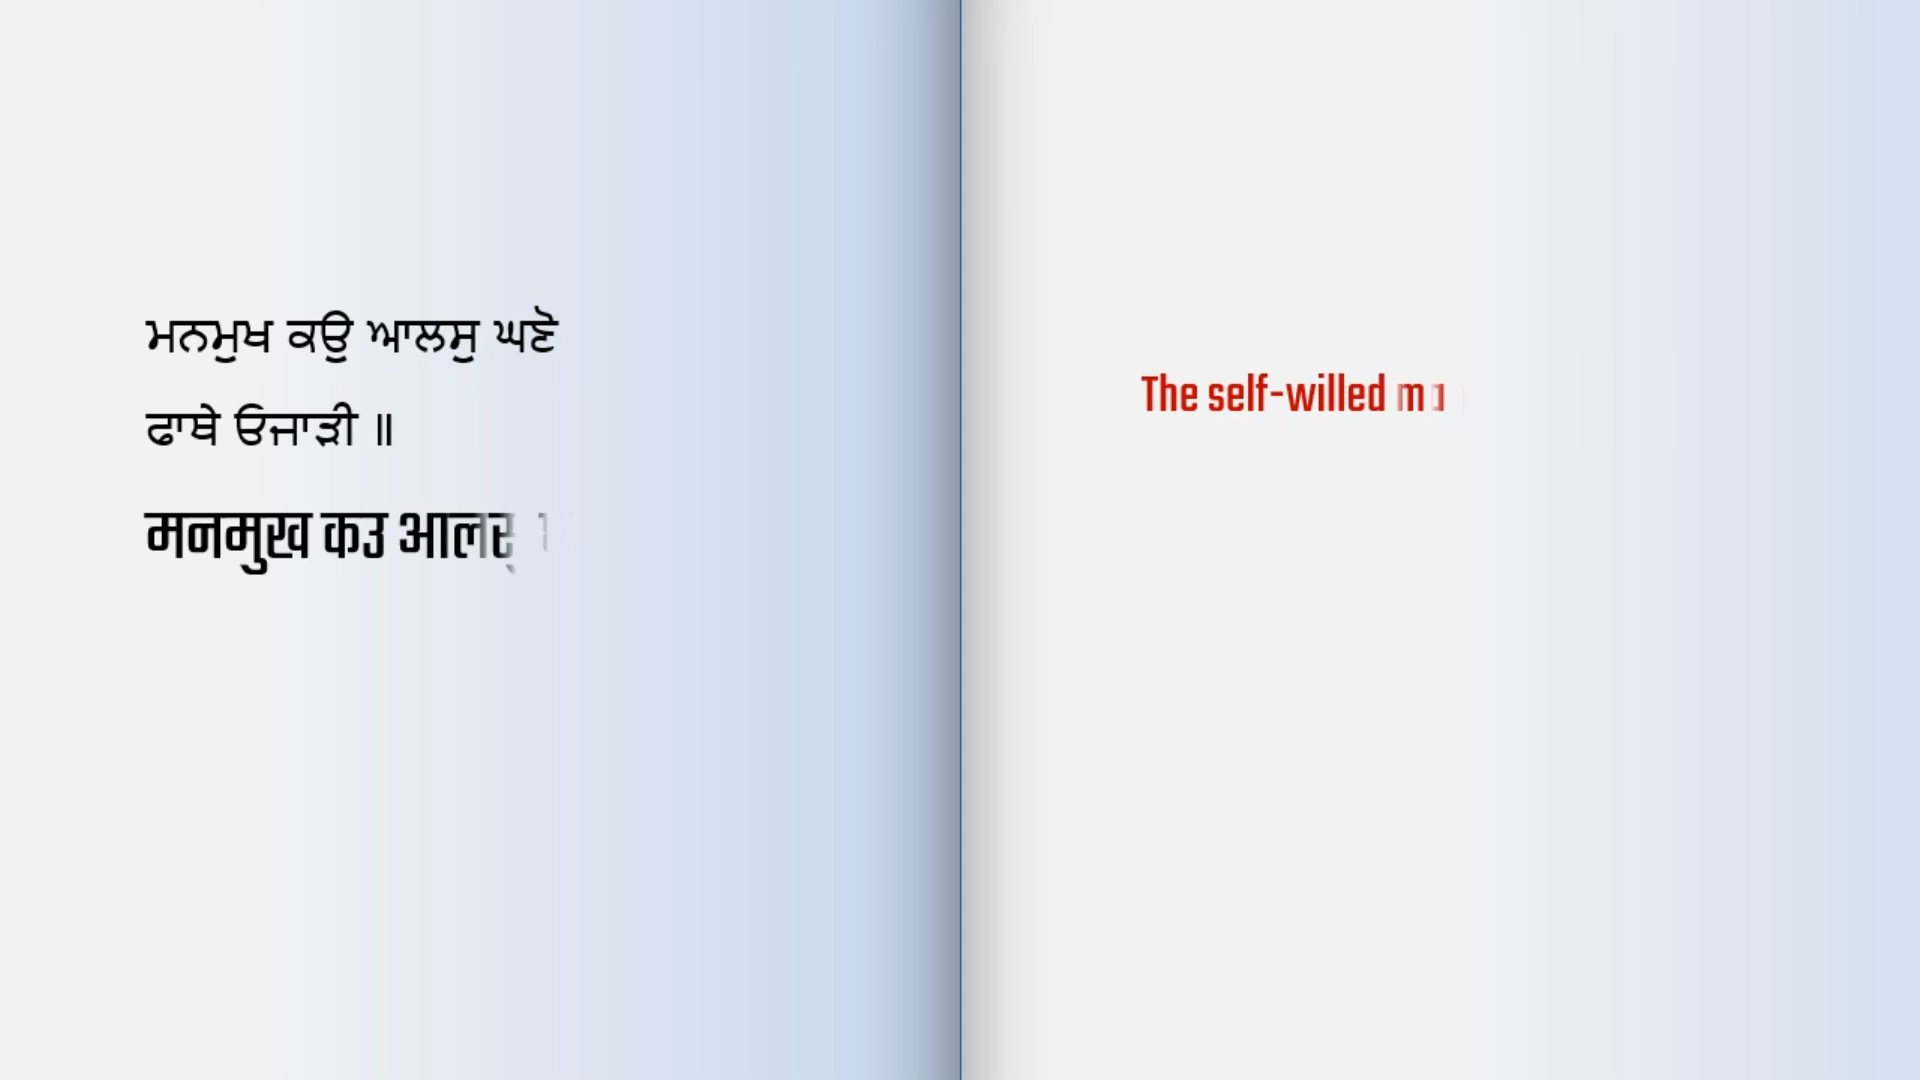 ਮਨਮੁਖ ਕਉ ਆਲਸੁ ਘਣੋ
ਫਾਥੇ ਓਜਾੜੀ ॥
मनमुख कउ
The self-willed